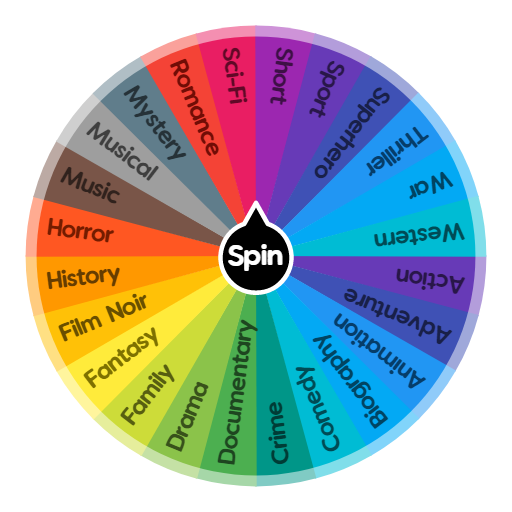 Short
Sport
Superhero
Thriller
War
Western
Action
Adventure
Animation
Biography
Comedy
Crime
Documentary
Drama
Family
Fantasy
Film Noir
History
Horror
Music
Musical
Mystery
Romance
Sci-Fi
Spin